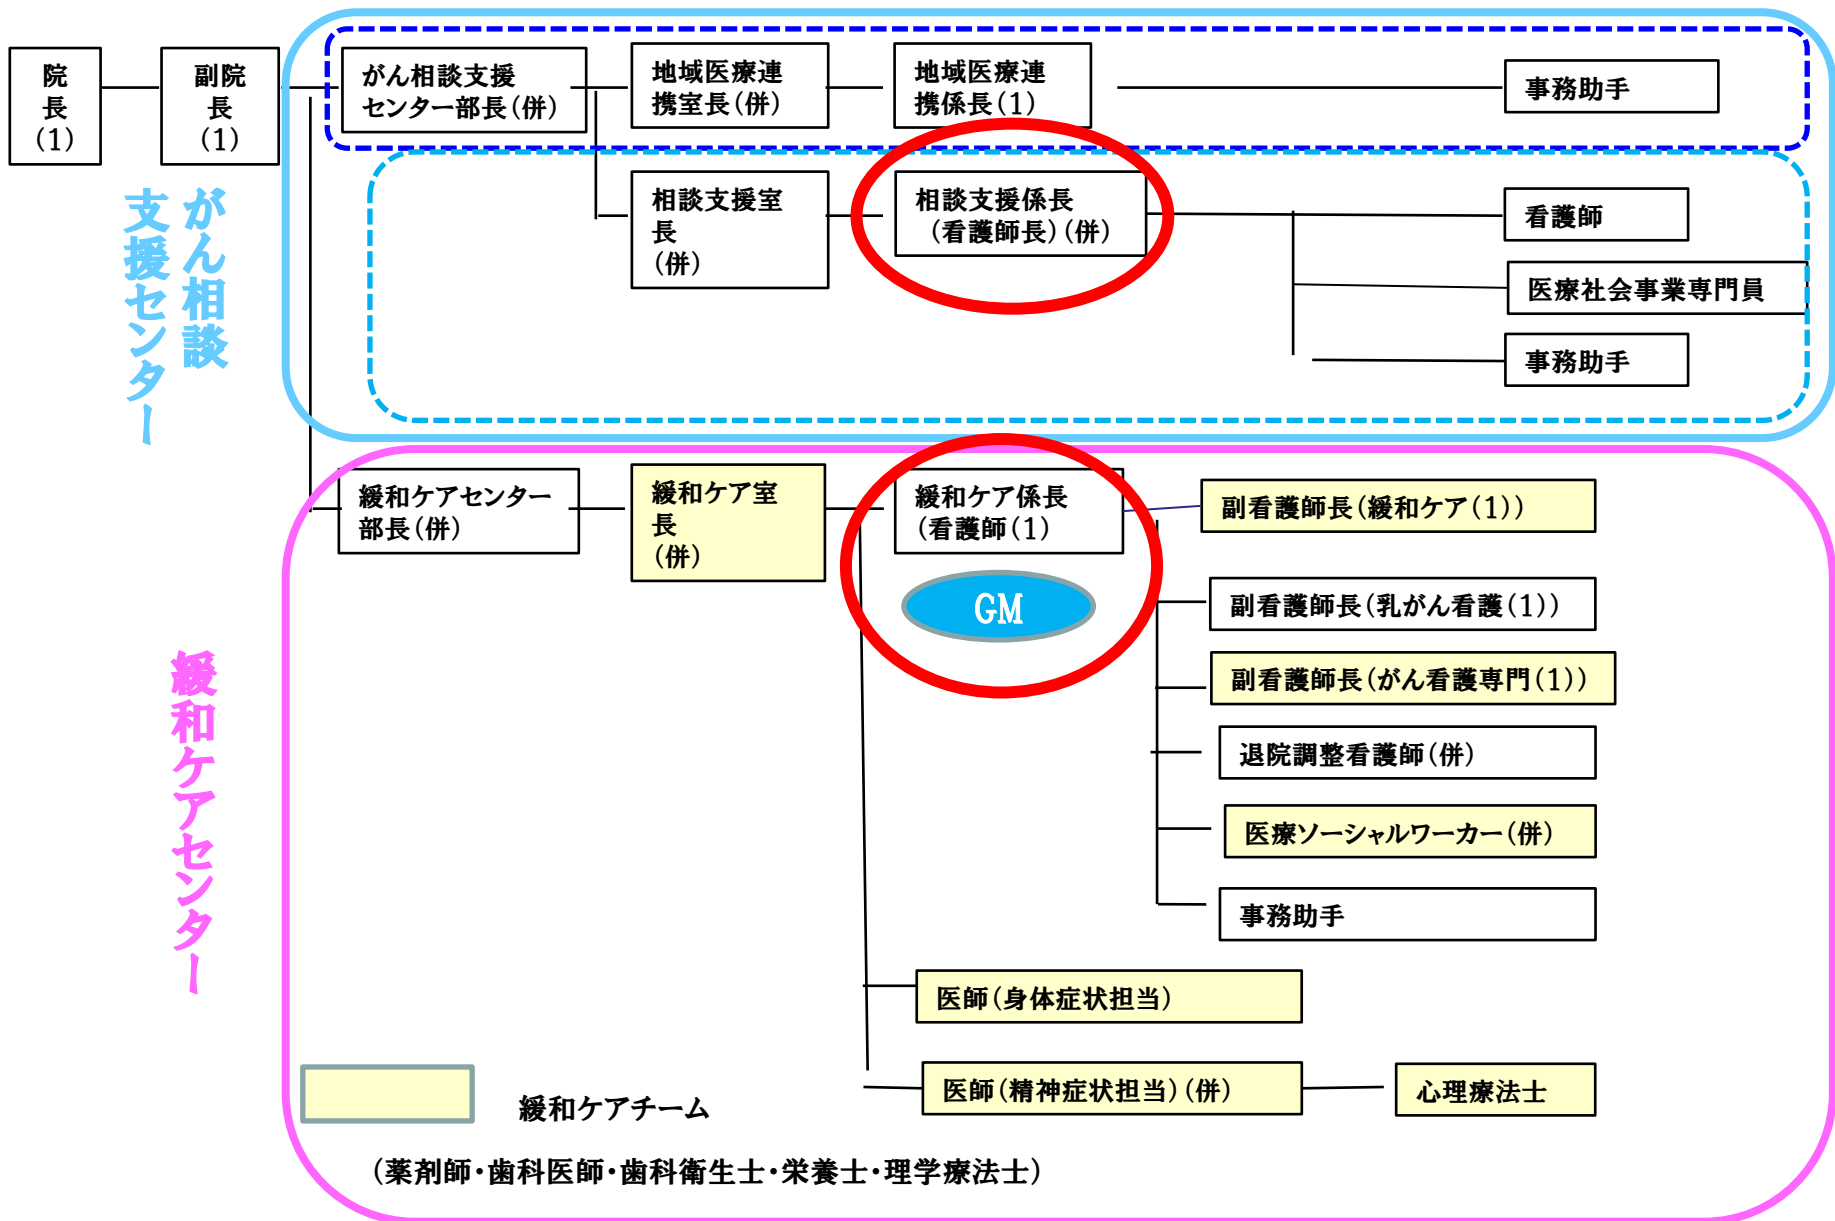 院
長
(1)
副院
長
(1)
がん相談支援
センター部長(併)
地域医療連
携室長(併)
地域医療連
携係長(1)
事務助手
相談支援室
長
(併)
相談支援係長
(看護師長)(併)
看護師
医療社会事業専門員
事務助手
がん相談
支援センター
緩和ケアセンター
部長(併)
緩和ケア室
長
(併)
緩和ケア係長
(看護師(1)
GM
副看護師長(緩和ケア(1))
副看護師長(乳がん看護(1))
副看護師長(がん看護専門(1))
退院調整看護師(併)
医療ソーシャルワーカー(併)
事務助手
医師(身体症状担当)
医師(精神症状担当)(併)
心理療法士
緩和ケアセンター
緩和ケアチーム
(薬剤師・歯科医師・歯科衛生士・栄養士・理学療法士)